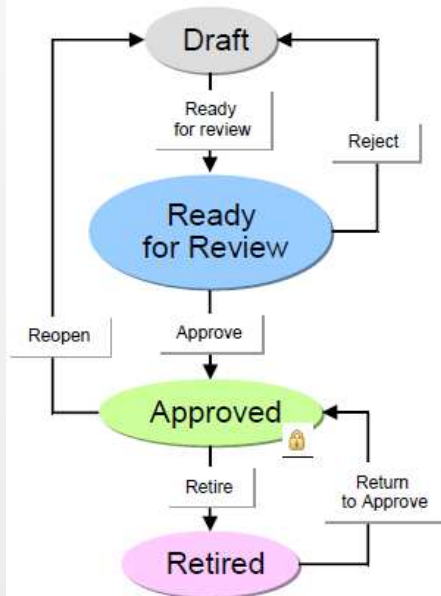 Draft
Ready
for review
Reject
Ready
for Review
Reopen
Approve
Approved
Retire
Return
to Approve
Retired